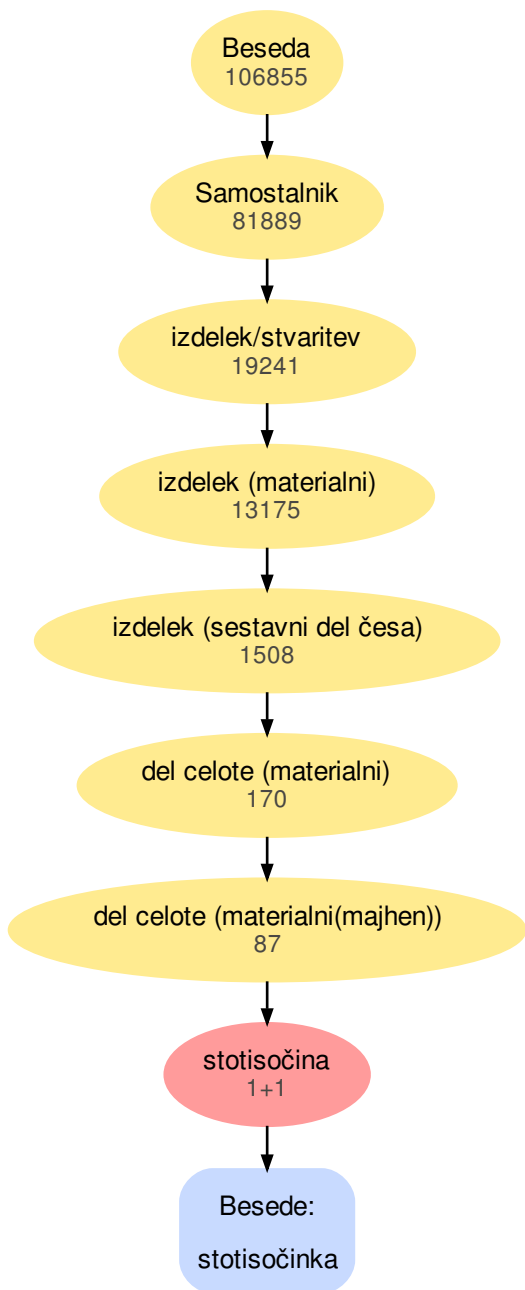 Beseda
106855
Samostalnik
81889
izdelek/stvaritev
19241
izdelek (materialni)
13175
izdelek (sestavni del česa)
1508
del celote (materialni)
170
del celote (materialni(majhen))
87
stotisočina
1+1
Besede:
stotisočinka